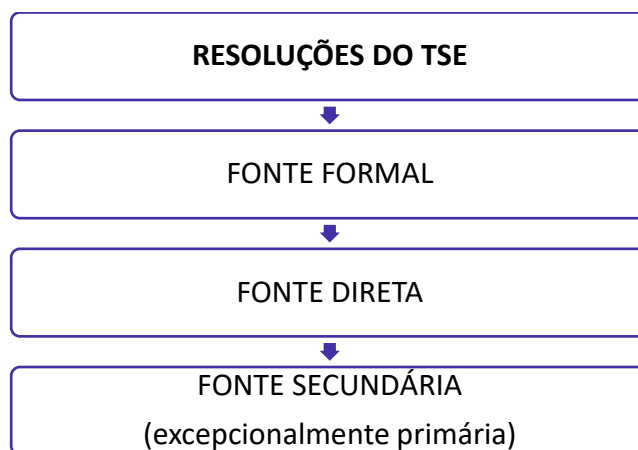 RESOLUÇÕES DO TSE
FONTE FORMAL
FONTE DIRETA
FONTE SECUNDÁRIA
(excepcionalmente primária)